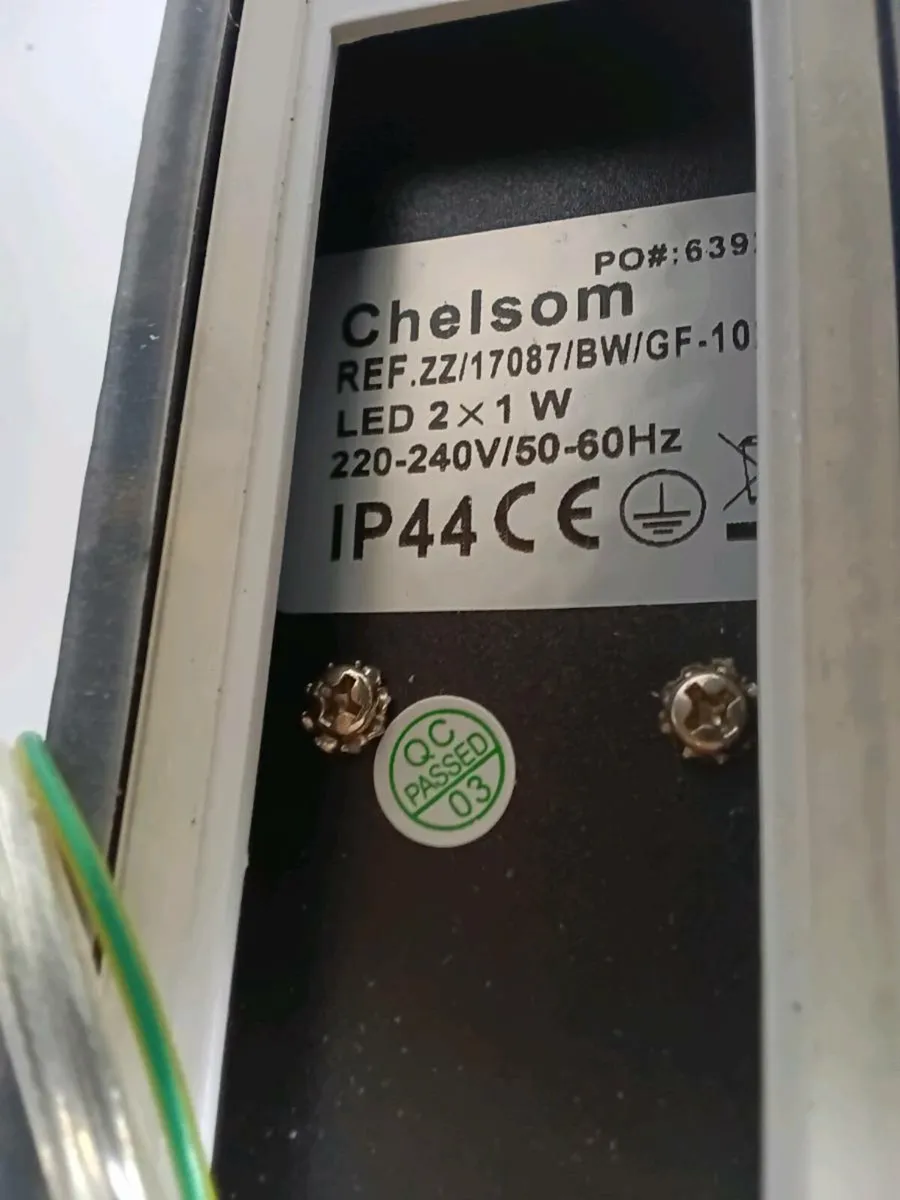 PO#:639
Chelsom
REF.ZZ/17087/BW/GF-10
LED 2×1 W
220-240V/50-60Hz
IP44 CE
QC
PASSED
03